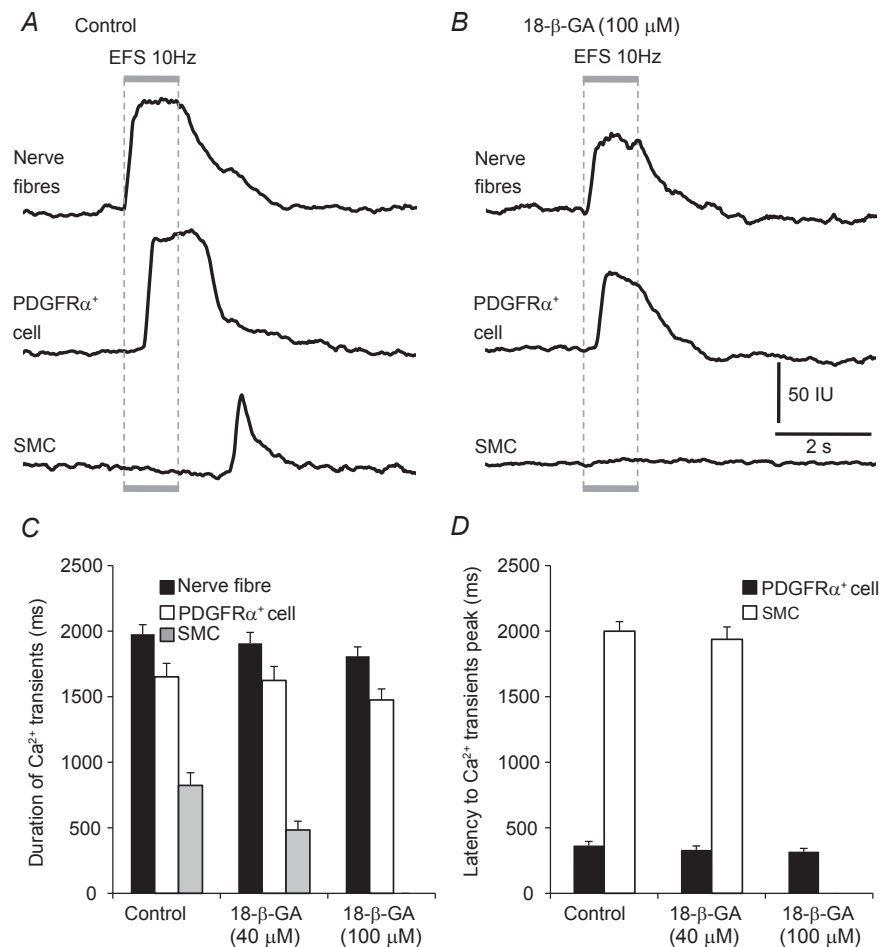 A Control
EFS 10Hz
Nerve
fibres
PDGFRα⁺
cell
SMC
B 18-β-GA (100 μM)
EFS 10Hz
Nerve
fibres
PDGFRα⁺
cell
50 IU
SMC
2 s
C
Duration of Ca²⁺ transients (ms)
2500
2000
1500
1000
500
0
Nerve fibre
PDGFRα⁺ cell
SMC
Control
18-β-GA
(40 μM)
18-β-GA
(100 μM)
D
Latency to Ca²⁺ transients peak (ms)
2500
2000
1500
1000
500
0
PDGFRα⁺ cell
SMC
Control
18-β-GA
(40 μM)
18-β-GA
(100 μM)